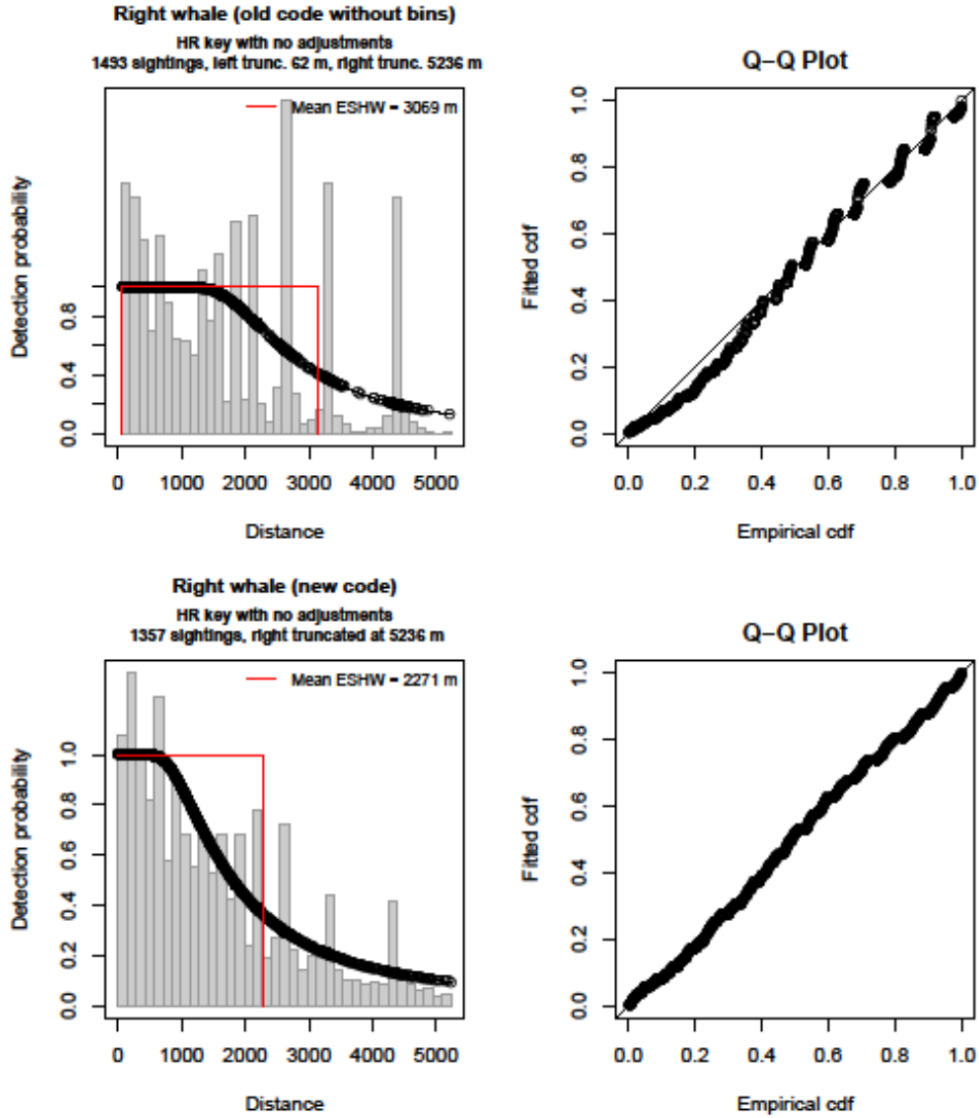 Right whale (old code without bins)
HR key with no adjustments
1493 sightings, left trunc. 62 m, right trunc. 5236 m
Mean ESHW = 3069 m
Detection probability
0.0 0.4 0.8
0 1000 2000 3000 4000 5000
Distance
Q−Q Plot
Fitted cdf
0.0 0.2 0.4 0.6 0.8 1.0
0.0 0.2 0.4 0.6 0.8 1.0
Empirical cdf
Right whale (new code)
HR key with no adjustments
1357 sightings, right truncated at 5236 m
Mean ESHW = 2271 m
Detection probability
0.0 0.2 0.4 0.6 0.8 1.0
0 1000 2000 3000 4000 5000
Distance
Q−Q Plot
Fitted cdf
0.0 0.2 0.4 0.6 0.8 1.0
0.0 0.2 0.4 0.6 0.8 1.0
Empirical cdf